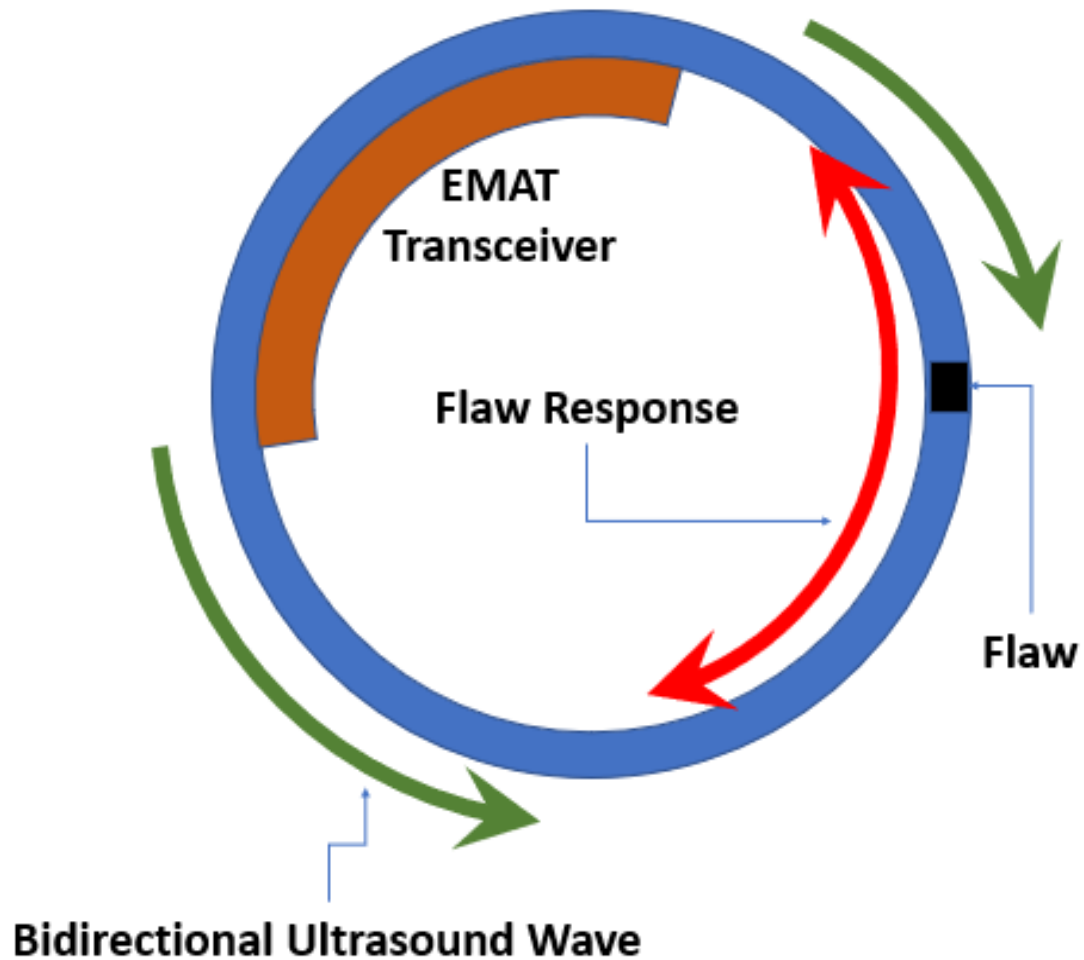 EMAT
Transceiver
Flaw Response
Flaw
Bidirectional Ultrasound Wave